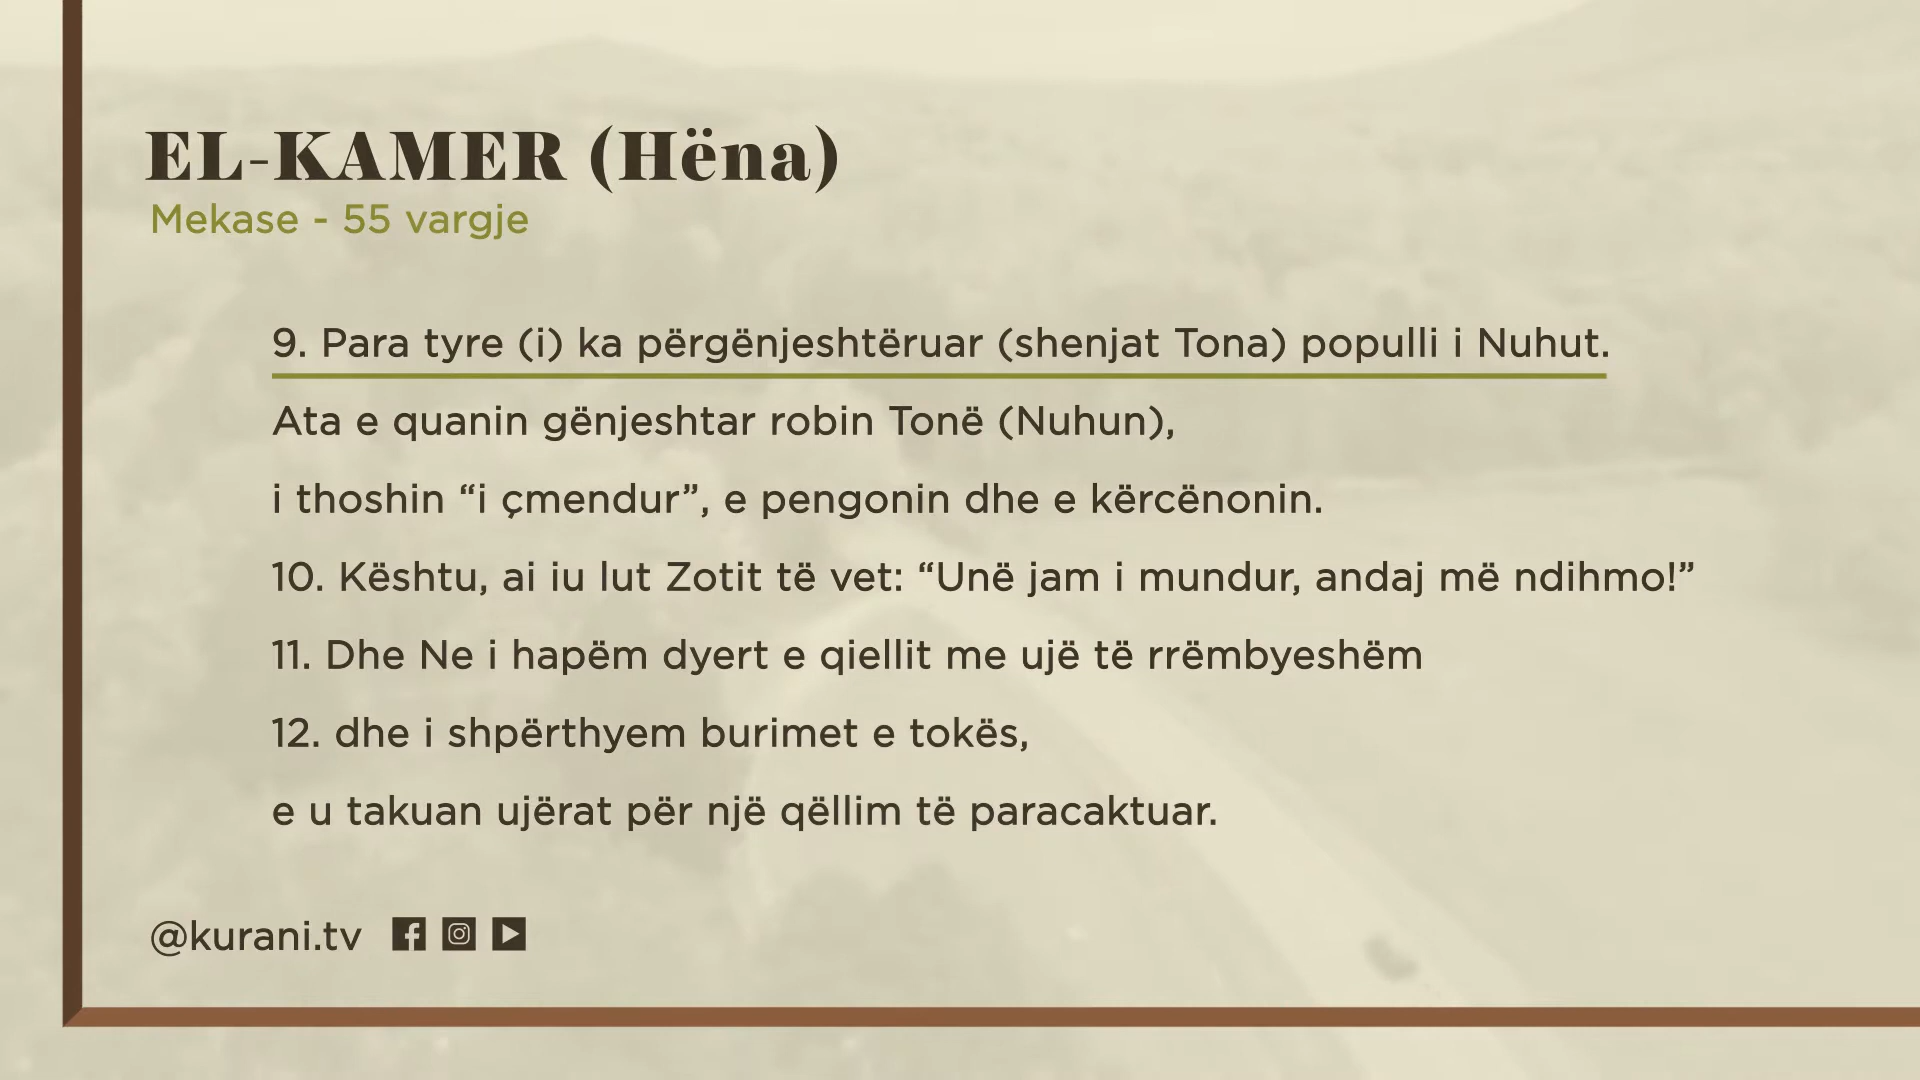 EL-KAMER (Hëna)
Mekase - 55 vargje
9. Para tyre (i) ka përgënjeshtëruar (shenjat Tona) populli i Nuhut.
Ata e quanin gënjeshtar robin Tonë (Nuhun),
i thoshin “i çmendur”, e pengonin dhe e kërcënonin.
10. Kështu, ai iu lut Zotit të vet: “Unë jam i mundur, andaj më ndihmo!”
11. Dhe Ne i hapëm dyert e qiellit me ujë të rrëmbyeshëm
12. dhe i shpërthyem burimet e tokës,
e u takuan ujërat për një qëllim të paracaktuar.
@kurani.tv